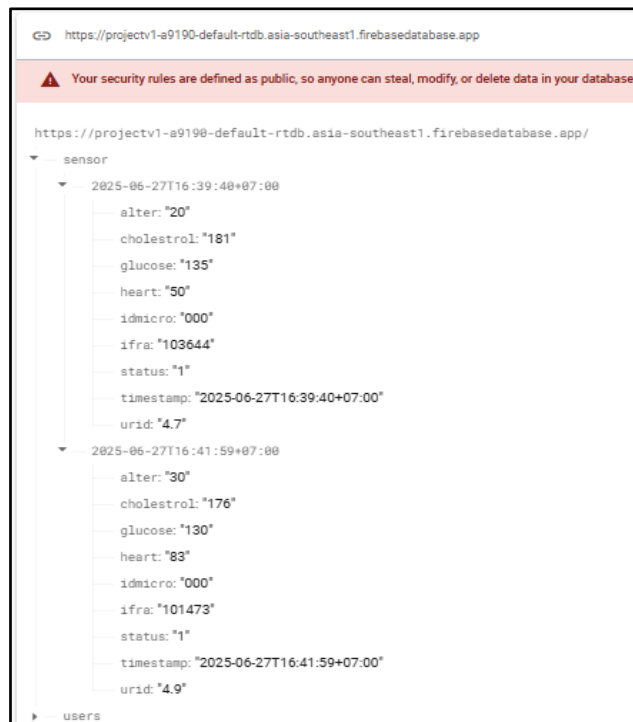 https://projectv1-a9190-default-rtdb.asia-southeast1.firebasedatabase.app
Your security rules are defined as public, so anyone can steal, modify, or delete data in your database
https://projectv1-a9190-default-rtdb.asia-southeast1.firebasedatabase.app/
sensor
2025-06-27T16:39:40+07:00
alter: "20"
cholestrol: "181"
glucose: "135"
heart: "50"
idmicro: "000"
ifra: "103644"
status: "1"
timestamp: "2025-06-27T16:39:40+07:00"
urid: "4.7"
2025-06-27T16:41:59+07:00
alter: "30"
cholestrol: "176"
glucose: "130"
heart: "83"
idmicro: "000"
ifra: "101473"
status: "1"
timestamp: "2025-06-27T16:41:59+07:00"
urid: "4.9"
users